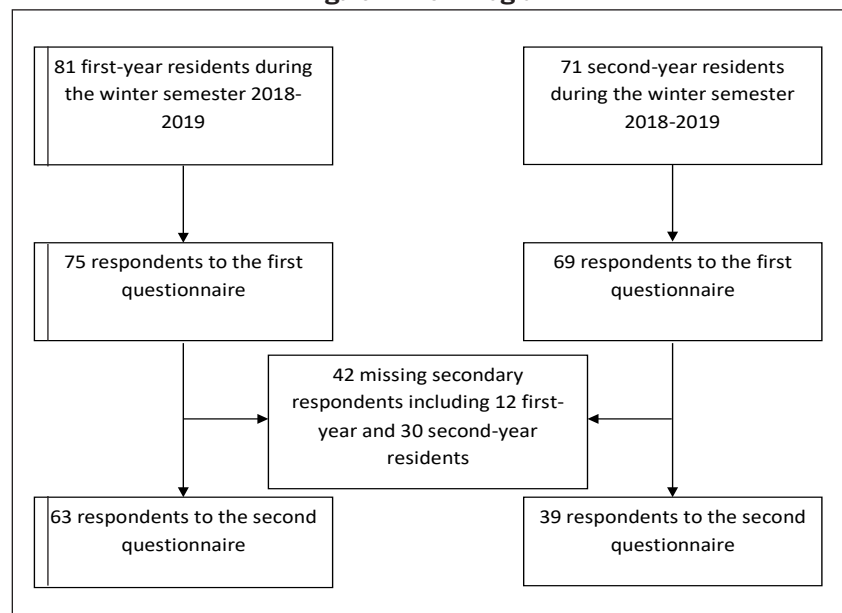 81 first-year residents during
the winter semester 2018-
2019
71 second-year residents
during the winter semester
2018-2019
75 respondents to the first
questionnaire
69 respondents to the first
questionnaire
42 missing secondary
respondents including 12 first-
year and 30 second-year
residents
63 respondents to the second
questionnaire
39 respondents to the second
questionnaire